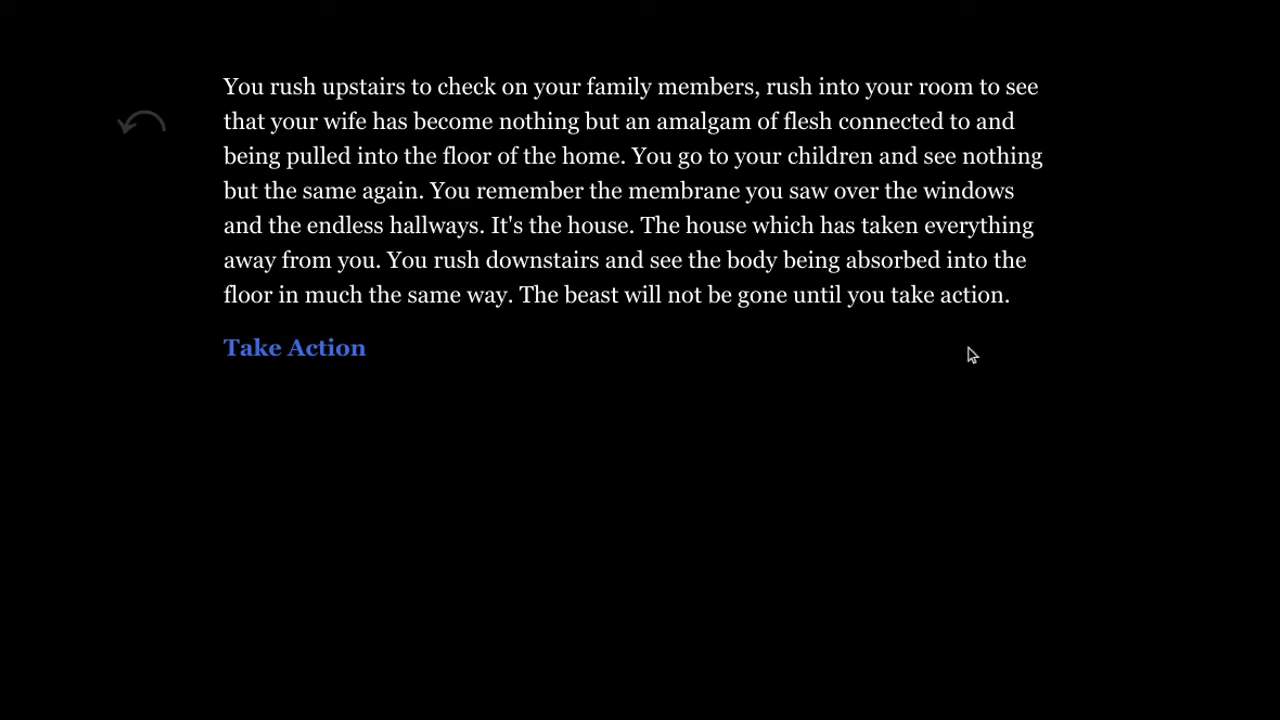 You rush upstairs to check on your family members, rush into your room to see
that your wife has become nothing but an amalgam of flesh connected to and
being pulled into the floor of the home. You go to your children and see nothing
but the same again. You remember the membrane you saw over the windows
and the endless hallways. It's the house. The house which has taken everything
away from you. You rush downstairs and see the body being absorbed into the
floor in much the same way. The beast will not be gone until you take action.
Take Action